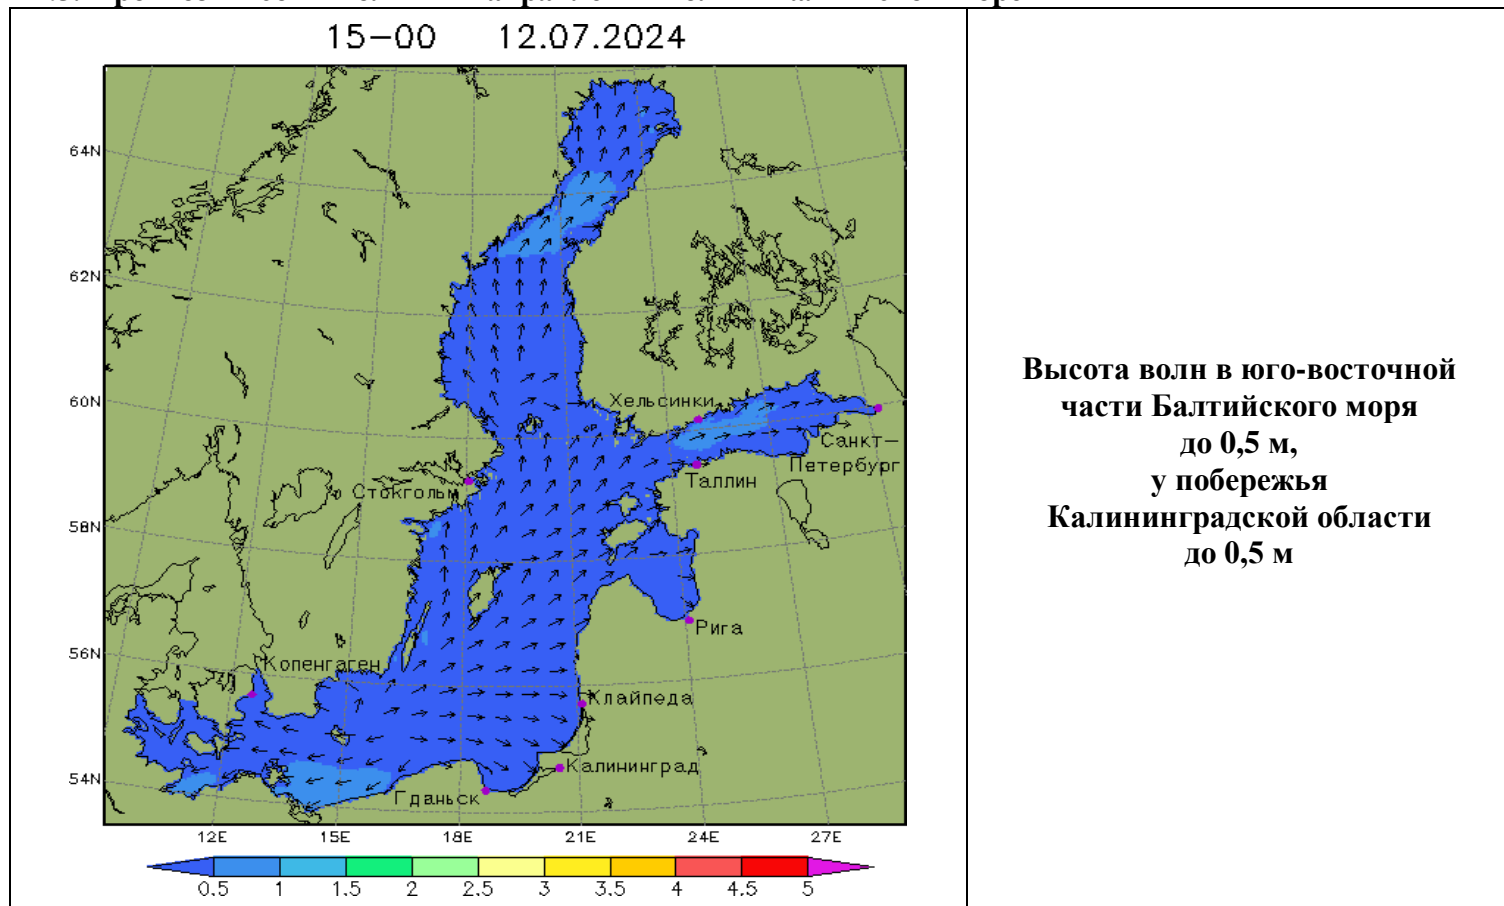 15-00 12.07.2024
64N
62N
60N
58N
56N
54N
Хельсинки
Санкт-
Петербург
Таллин
Стокгольм
Рига
Копенгаген
Клайпеда
Калининград
Гданьск
12E 15E 18E 21E 24E 27E
0.5 1 1.5 2 2.5 3 3.5 4 4.5 5
Высота волн в юго-восточной
части Балтийского моря
до 0,5 м,
у побережья
Калининградской области
до 0,5 м